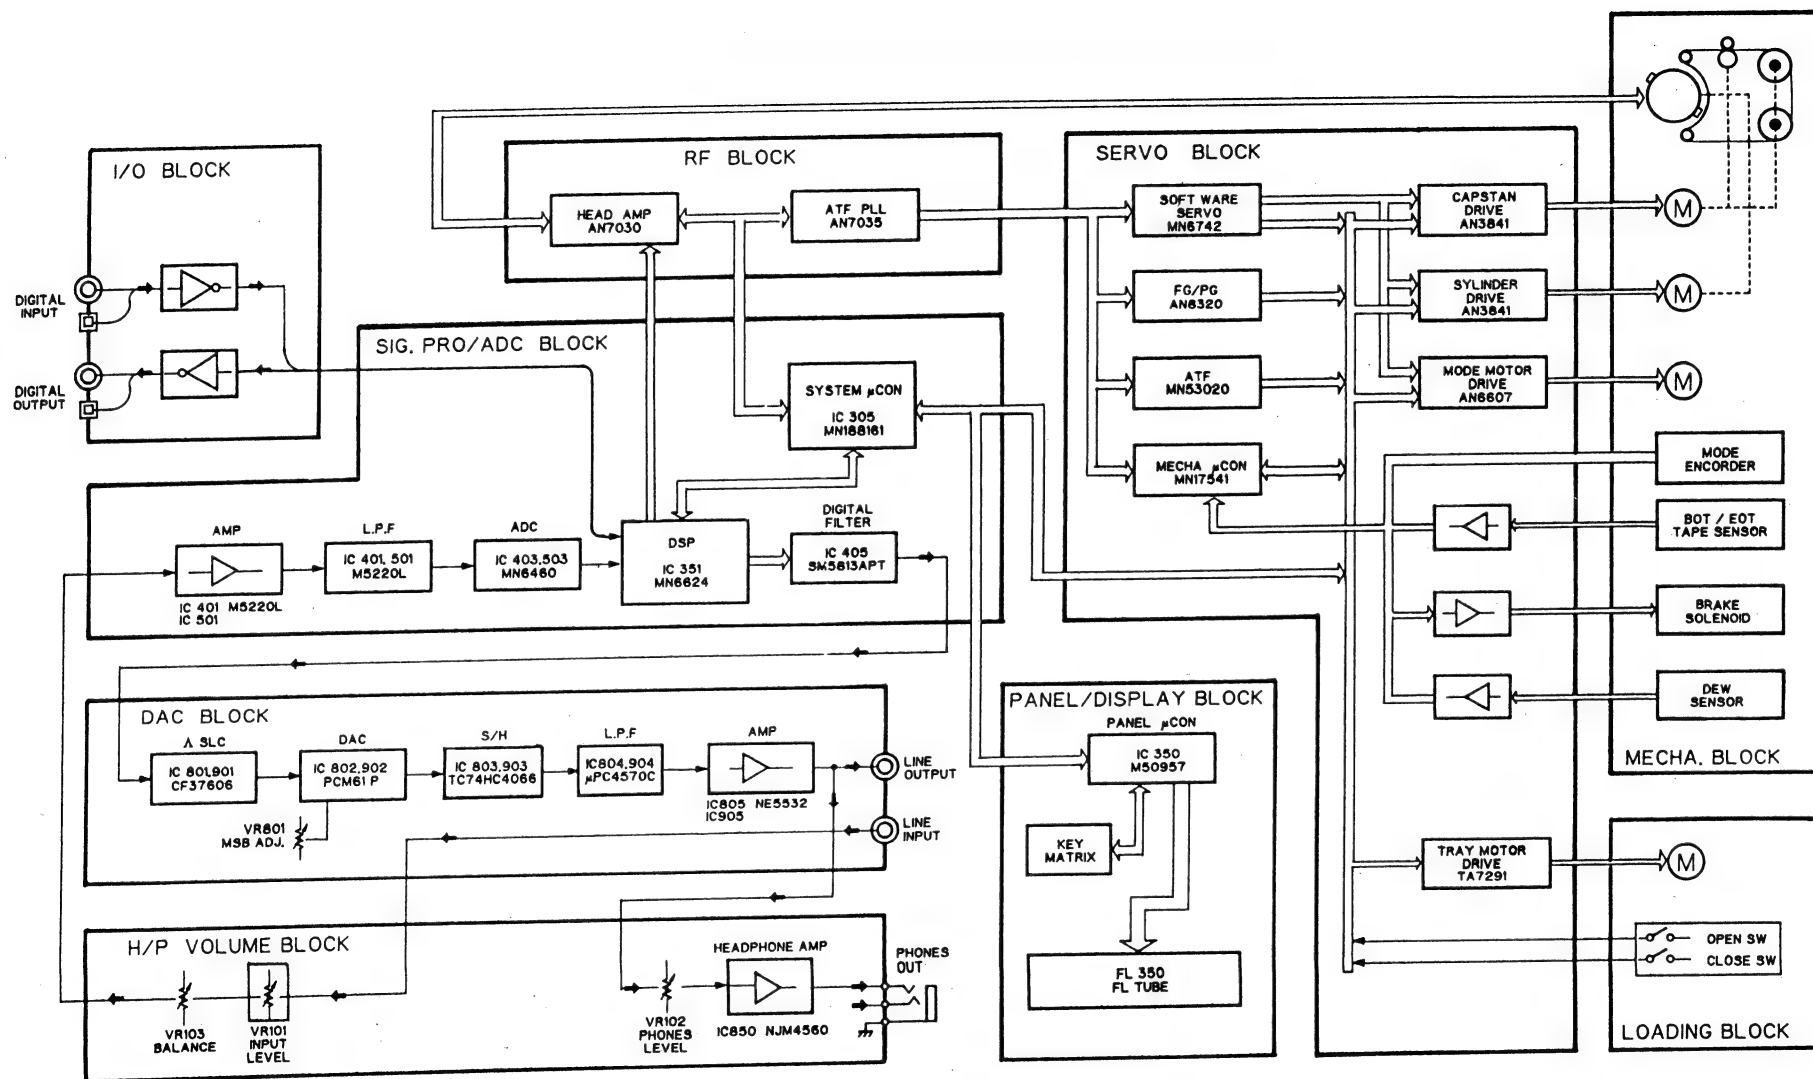 I/O BLOCK
DIGITAL
INPUT
DIGITAL
OUTPUT
RF BLOCK
HEAD AMP
AN7030
ATF PLL
AN7035
SERVO BLOCK
SOFT WARE
SERVO
MN6742
FG/PG
AN8320
ATF
MN53020
MECHA μCON
MN17541
CAPSTAN
DRIVE
AN3841
SYLINDER
DRIVE
AN3841
MODE MOTOR
DRIVE
AN6607
M
M
M
MODE
ENCORDER
BOT / EOT
TAPE SENSOR
BRAKE
SOLENOID
DEW
SENSOR
MECHA. BLOCK
SIG. PRO/ADC BLOCK
SYSTEM μCON
IC 305
MN188161
AMP
IC 401 M5220L
IC 501
L.P.F
IC 401, 501
M5220L
ADC
IC 403,503
MN6460
DSP
IC 351
MN6624
DIGITAL
FILTER
IC 405
SM5813APT
DAC BLOCK
Λ SLC
IC 801,901
CF37606
DAC
IC 802,902
PCM61 P
VR801
MSB ADJ.
S/H
IC 803,903
TC74HC4066
L.P.F
IC804,904
μPC4570C
AMP
IC805 NE5532
IC905
LINE
OUTPUT
LINE
INPUT
PANEL/DISPLAY BLOCK
PANEL μCON
IC 350
M50957
KEY
MATRIX
FL 350
FL TUBE
TRAY MOTOR
DRIVE
TA7291
M
OPEN SW
CLOSE SW
LOADING BLOCK
H/P VOLUME BLOCK
VR103
BALANCE
VR101
INPUT
LEVEL
VR102
PHONES
LEVEL
HEADPHONE AMP
IC850 NJM4560
PHONES
OUT